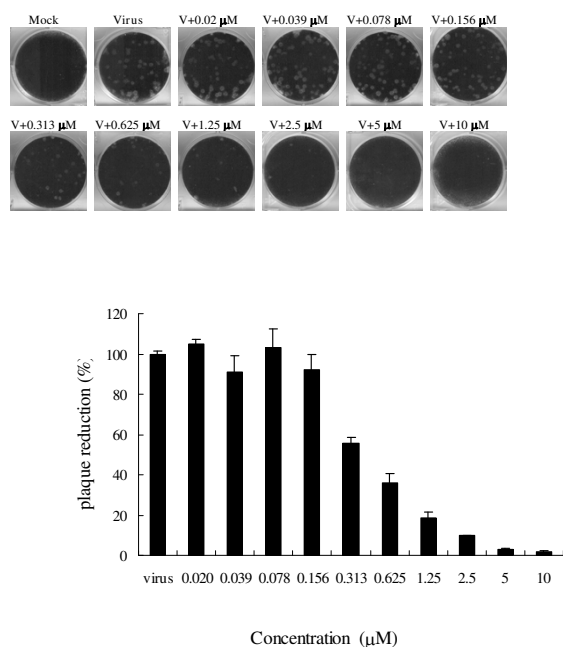 Mock Virus V+0.02 μM V+0.039 μM V+0.078 μM V+0.156 μM
V+0.313 μM V+0.625 μM V+1.25 μM V+2.5 μM V+5 μM V+10 μM
plaque reduction (%)
120
100
80
60
40
20
0
virus 0.020 0.039 0.078 0.156 0.313 0.625 1.25 2.5 5 10
Concentration (μM)